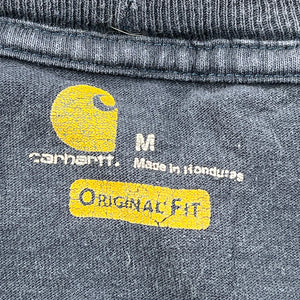 M
carhartt. Made in Honduras
ORIGINAL FIT